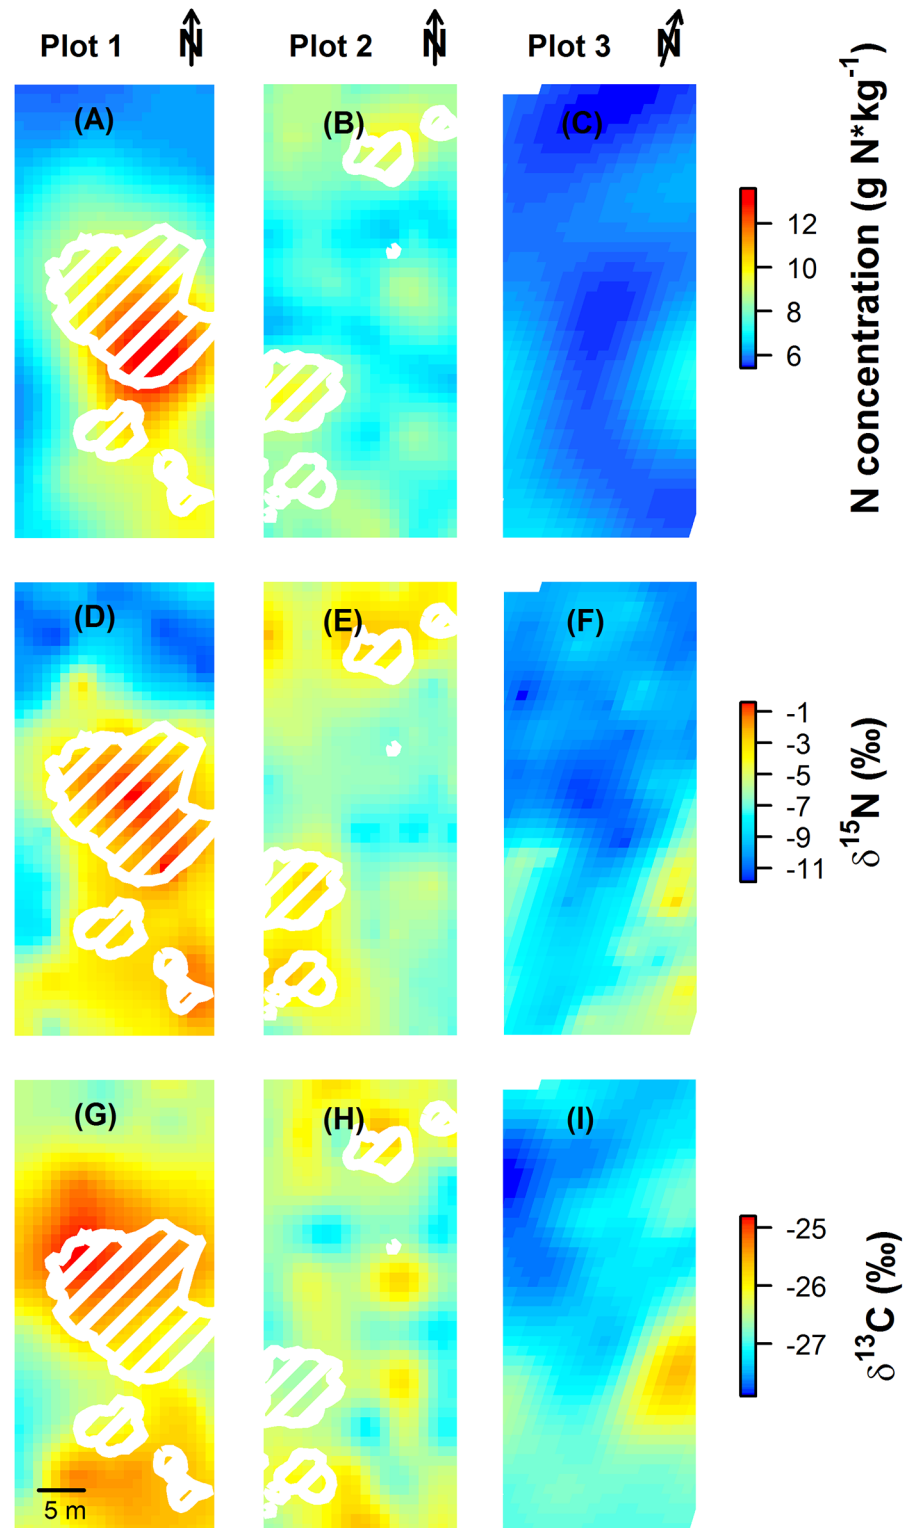 Plot 1 N Plot 2 N Plot 3 N
(A) (B) (C)
N concentration (g N*kg-1)
12
10
8
6
(D) (E) (F)
δ15N (‰)
-1
-3
-5
-7
-9
-11
(G) (H) (I)
δ13C (‰)
-25
-26
-27
5 m